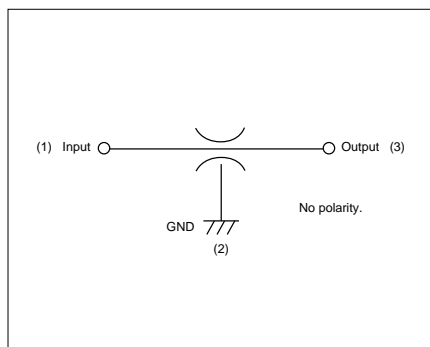 (1) Input Output (3)
No polarity.
GND
(2)